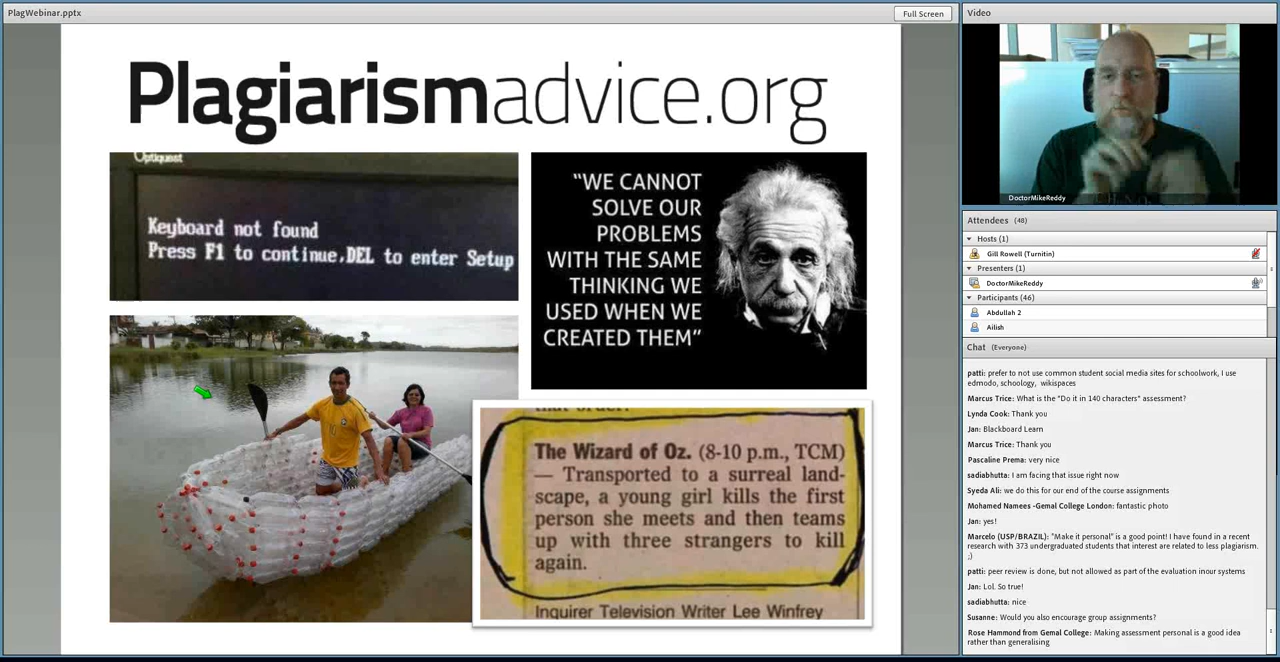 PlagWebinar.pptx
Full Screen
Plagiarismadvice.org
Optiquest
Keyboard not found
Press F1 to continue,DEL to enter Setup
“WE CANNOT
SOLVE OUR
PROBLEMS
WITH THE SAME
THINKING WE
USED WHEN WE
CREATED THEM”
that order.
The Wizard of Oz. (8-10 p.m., TCM)
— Transported to a surreal land-
scape, a young girl kills the first
person she meets and then teams
up with three strangers to kill
again.
Inquirer Television Writer Lee Winfrey
Video
DoctorMikeReddy
Attendees (48)
Hosts (1)
Gill Rowell (Turnitin)
Presenters (1)
DoctorMikeReddy
Participants (46)
Abdullah 2
Ailish
Chat (Everyone)
patti: prefer to not use common student social media sites for schoolwork, I use
edmodo, schoology, wikispaces
Marcus Trice: What is the "Do it in 140 characters" assessment?
Lynda Cook: Thank you
Jan: Blackboard Learn
Marcus Trice: Thank you
Pascaline Prema: very nice
sadiabhutta: I am facing that issue right now
Syeda Ali: we do this for our end of the course assignments
Mohamed Namees -Gemal College London: fantastic photo
Jan: yes!
Marcelo (USP/BRAZIL): "Make it personal" is a good point! I have found in a recent
research with 373 undergraduated students that interest are related to less plagiarism.
;)
patti: peer review is done, but not allowed as part of the evaluation inour systems
Jan: Lol. So true!
sadiabhutta: nice
Susanne: Would you also encourage group assignments?
Rose Hammond from Gemal College: Making assessment personal is a good idea
rather than generalising